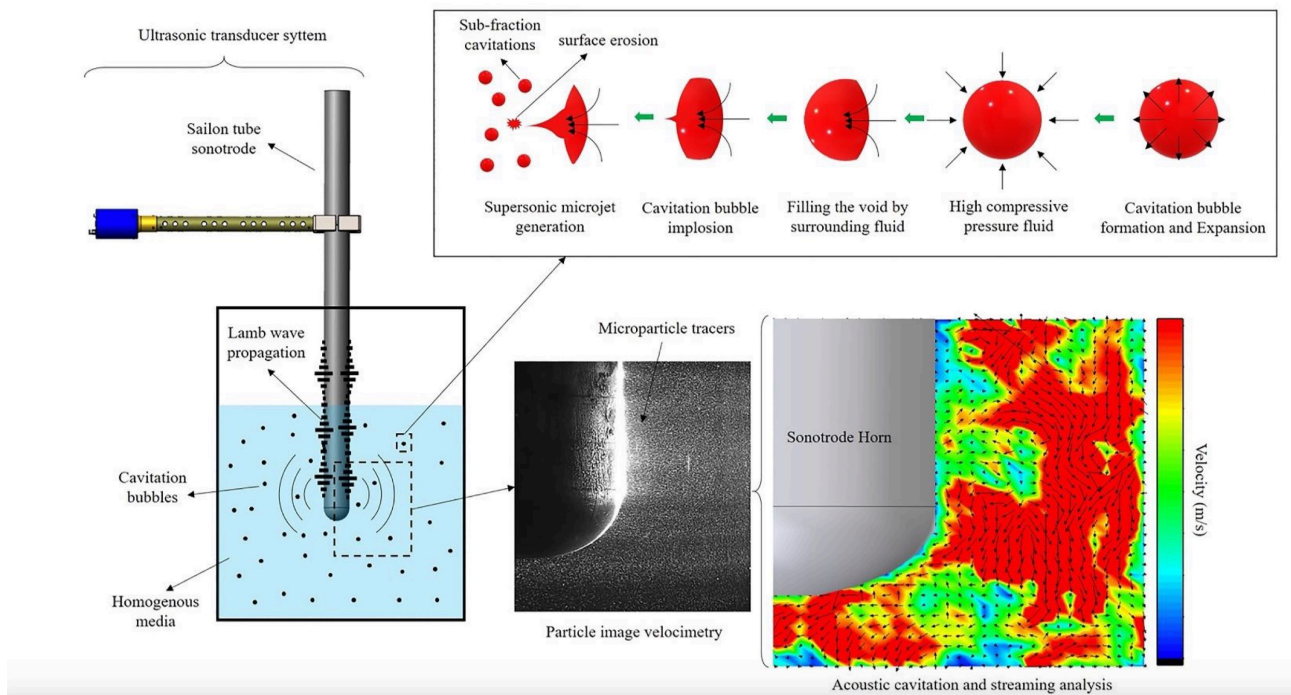 Ultrasonic transducer syttem
Sailon tube
sonotrode
Sub-fraction
cavitations
surface erosion
Supersonic microjet
generation
Cavitation bubble
implosion
Filling the void by
surrounding fluid
High compressive
pressure fluid
Cavitation bubble
formation and Expansion
Lamb wave
propagation
Cavitation
bubbles
Homogenous
media
Microparticle tracers
Particle image velocimetry
Sonotrode Horn
Velocity (m/s)
Acoustic cavitation and streaming analysis